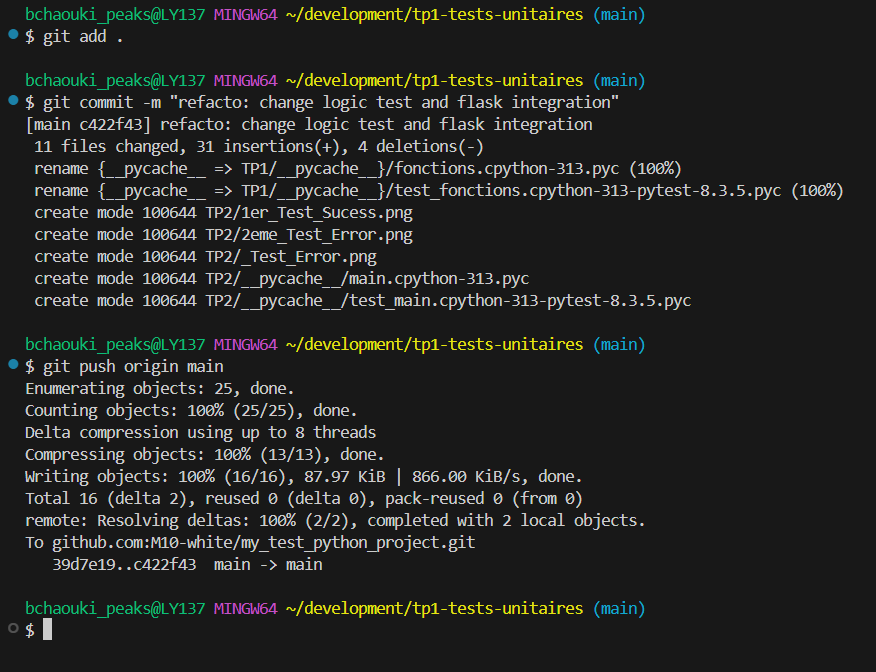 bchaouki_peaks@LY137 MINGW64 ~/development/tp1-tests-unitaires (main)
$ git add .
bchaouki_peaks@LY137 MINGW64 ~/development/tp1-tests-unitaires (main)
$ git commit -m "refacto: change logic test and flask integration"
[main c422f43] refacto: change logic test and flask integration
 11 files changed, 31 insertions(+), 4 deletions(-)
 rename {__pycache__ => TP1/__pycache__}/fonctions.cpython-313.pyc (100%)
 rename {__pycache__ => TP1/__pycache__}/test_fonctions.cpython-313-pytest-8.3.5.pyc (100%)
 create mode 100644 TP2/1er_Test_Sucess.png
 create mode 100644 TP2/2eme_Test_Error.png
 create mode 100644 TP2/_Test_Error.png
 create mode 100644 TP2/__pycache__/main.cpython-313.pyc
 create mode 100644 TP2/__pycache__/test_main.cpython-313-pytest-8.3.5.pyc
bchaouki_peaks@LY137 MINGW64 ~/development/tp1-tests-unitaires (main)
$ git push origin main
Enumerating objects: 25, done.
Counting objects: 100% (25/25), done.
Delta compression using up to 8 threads
Compressing objects: 100% (13/13), done.
Writing objects: 100% (16/16), 87.97 KiB | 866.00 KiB/s, done.
Total 16 (delta 2), reused 0 (delta 0), pack-reused 0 (from 0)
remote: Resolving deltas: 100% (2/2), completed with 2 local objects.
To github.com:M10-white/my_test_python_project.git
   39d7e19..c422f43  main -> main
bchaouki_peaks@LY137 MINGW64 ~/development/tp1-tests-unitaires (main)
$